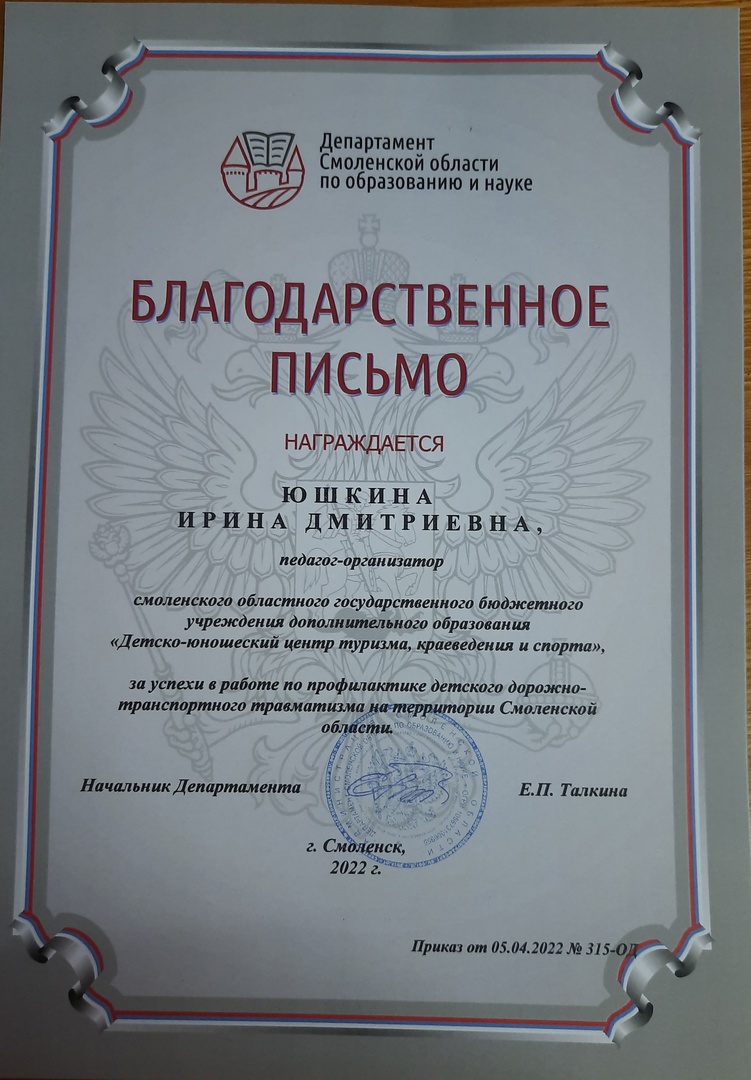 Департамент
Смоленской области
по образованию и науке
БЛАГОДАРСТВЕННОЕ
ПИСЬМО
НАГРАЖДАЕТСЯ
ЮШКИНА
ИРИНА ДМИТРИЕВНА,
педагог-организатор
смоленского областного государственного бюджетного
учреждения дополнительного образования
«Детско-юношеский центр туризма, краеведения и спорта»,
за успехи в работе по профилактике детского дорожно-
транспортного травматизма на территории Смоленской
области.
Начальник Департамента
Е.П. Талкина
г. Смоленск,
2022 г.
Приказ от 05.04.2022 № 315-ОД